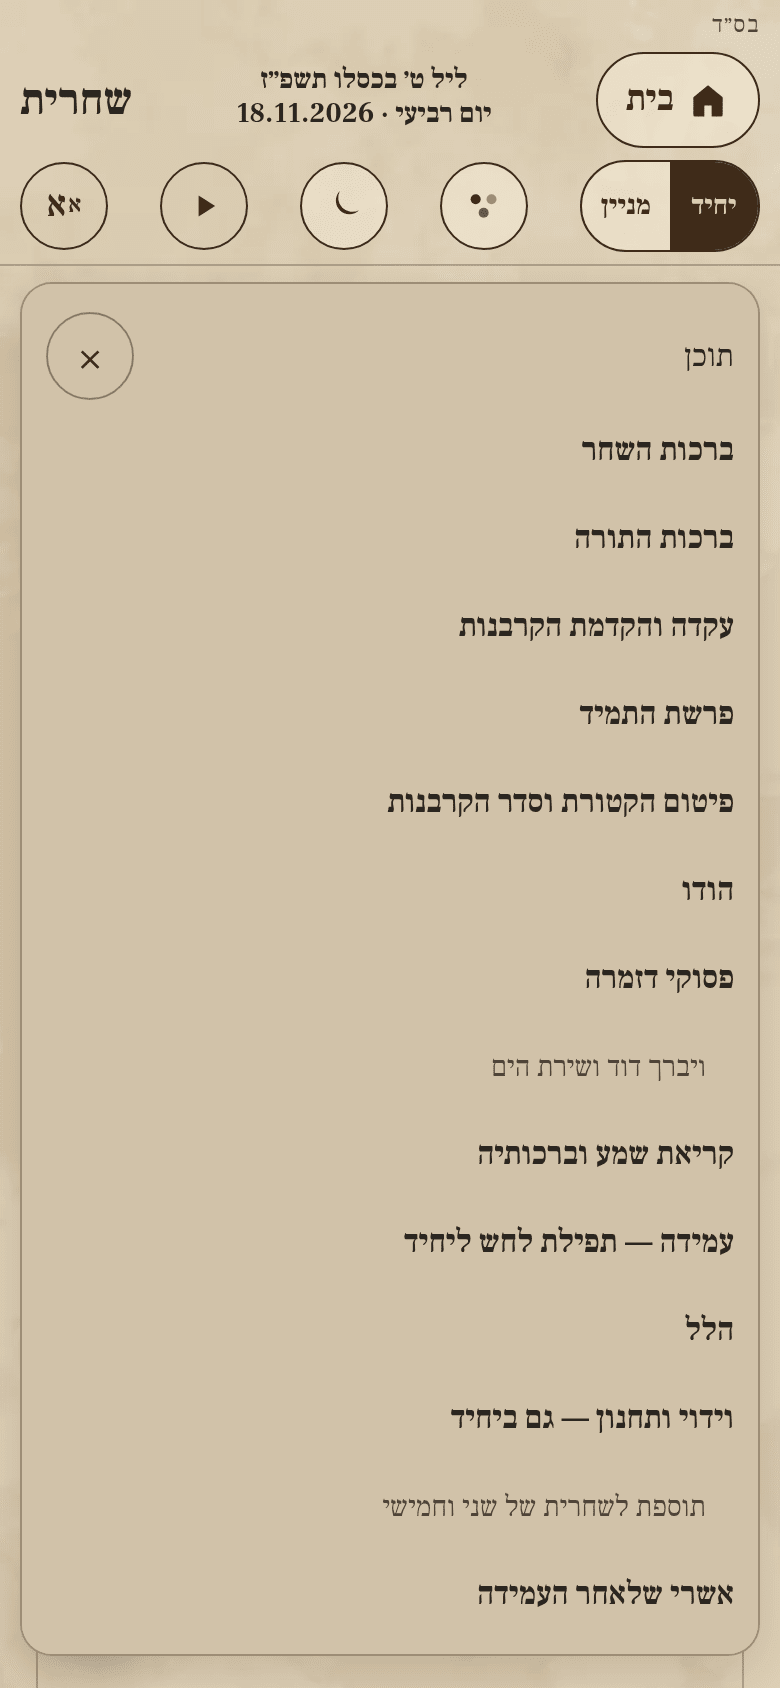 בס״ד
בית
ליל ט׳ בכסלו תשפ״ז
יום רביעי · 18.11.2026
שחרית
יחיד
מניין
אא
תוכן
ברכות השחר
ברכות התורה
עקדה והקדמת הקרבנות
פרשת התמיד
פיטום הקטורת וסדר הקרבנות
הודו
פסוקי דזמרה
ויברך דוד ושירת הים
קריאת שמע וברכותיה
עמידה — תפילת לחש ליחיד
הלל
וידוי ותחנון — גם ביחיד
תוספת לשחרית של שני וחמישי
אשרי שלאחר העמידה